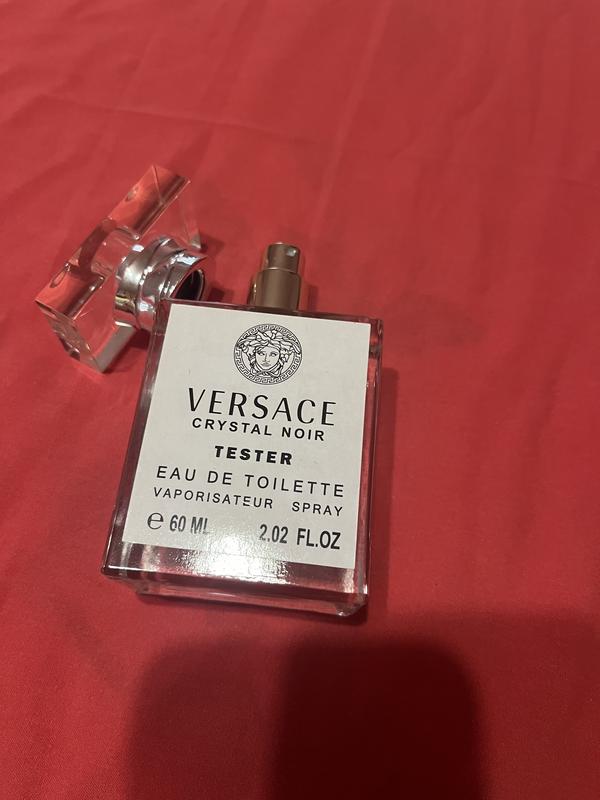 VERSACE
CRYSTAL NOIR
TESTER
EAU DE TOILETTE
VAPORISATEUR SPRAY
℮ 60 ML 2.02 FL.OZ